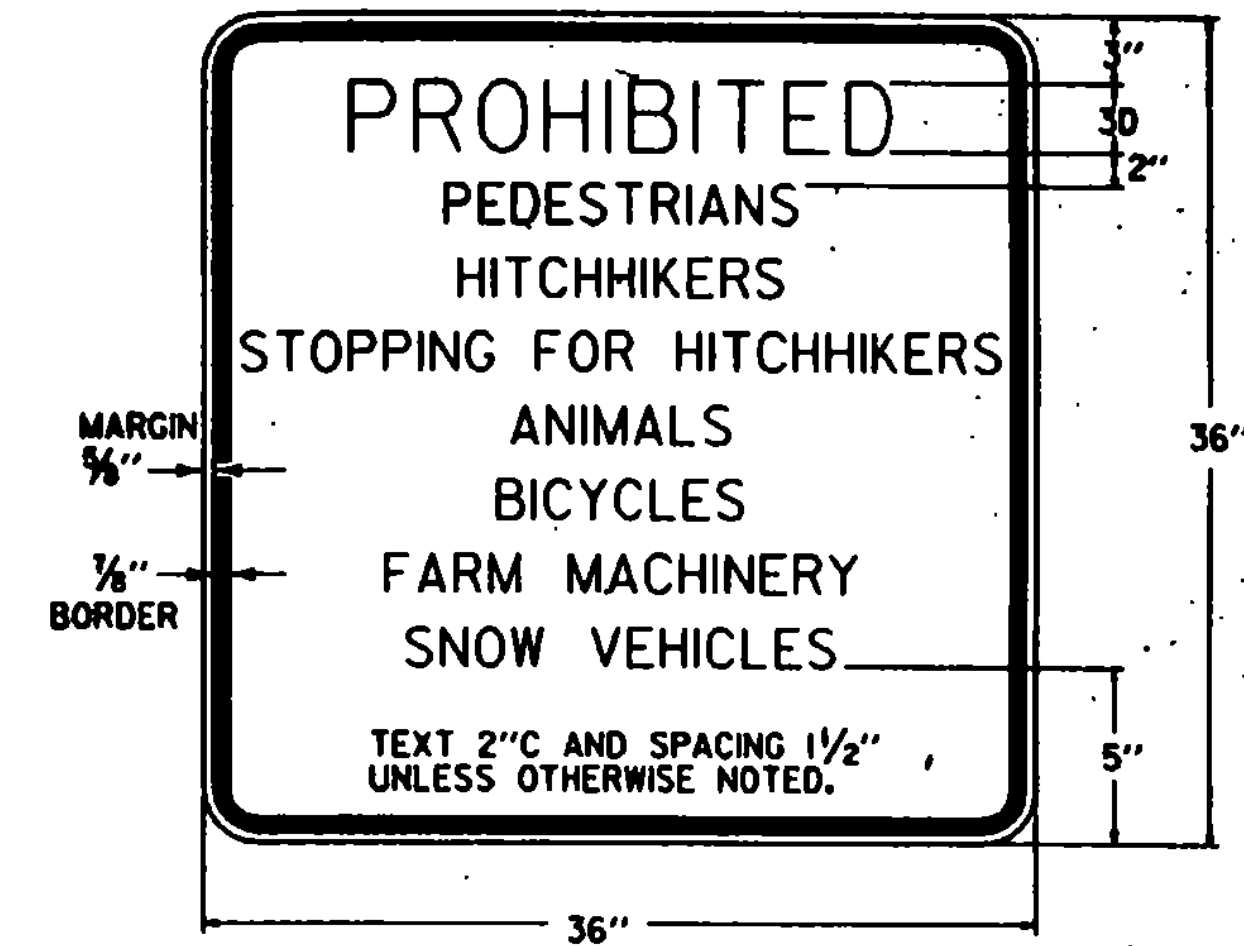 PROHIBITED
PEDESTRIANS
HITCHHIKERS
STOPPING FOR HITCHHIKERS
ANIMALS
BICYCLES
FARM MACHINERY
SNOW VEHICLES
TEXT 2"C AND SPACING 1½"
UNLESS OTHERWISE NOTED.
MARGIN
⅝"
⅞"
BORDER
3"
3D
2"
36"
5"
36"